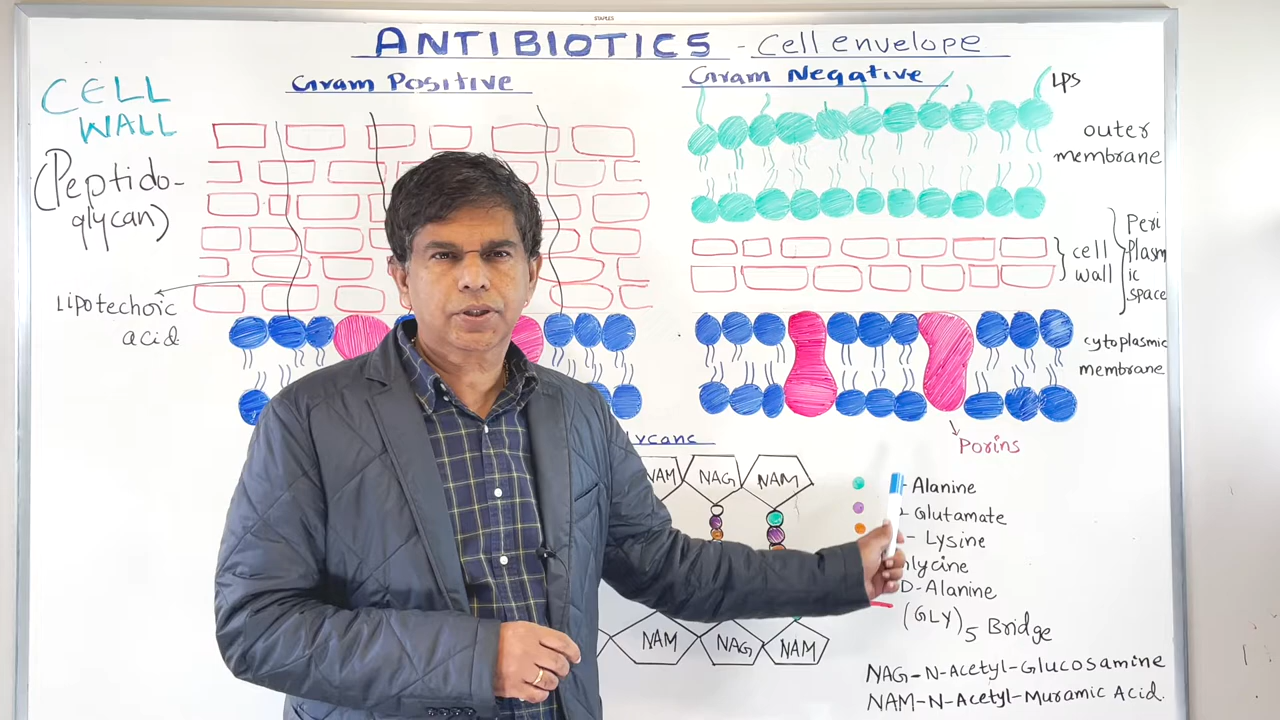 STAPLES
ANTIBIOTICS - Cell envelope
CELL
WALL
(Peptido-
glycan)
Lipotechoic
acid
Gram Positive
Gram Negative
LPS
outer
membrane
cell
wall
Peri
plasm
ic
space
cytoplasmic
membrane
Porins
NAM NAG NAM
NAM NAG NAM
- Alanine
- Glutamate
- Lysine
D-Alanine
(GLY)5 Bridge
NAG-N-Acetyl-Glucosamine
NAM-N-Acetyl-Muramic Acid.